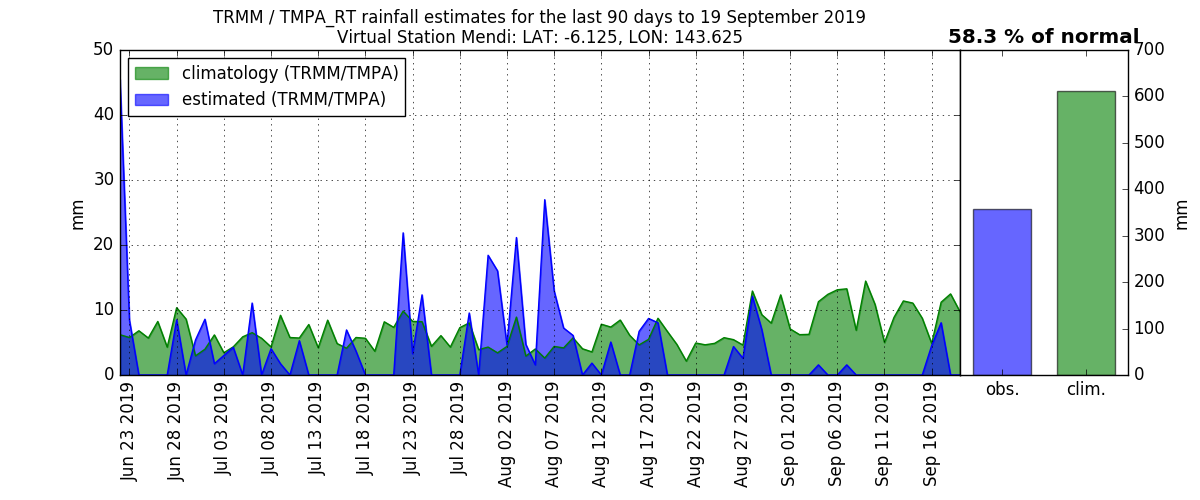 TRMM / TMPA_RT rainfall estimates for the last 90 days to 19 September 2019
Virtual Station Mendi: LAT: -6.125, LON: 143.625
58.3 % of normal
climatology (TRMM/TMPA)
estimated (TRMM/TMPA)
mm
50
40
30
20
10
0
Jun 23 2019
Jun 28 2019
Jul 03 2019
Jul 08 2019
Jul 13 2019
Jul 18 2019
Jul 23 2019
Jul 28 2019
Aug 02 2019
Aug 07 2019
Aug 12 2019
Aug 17 2019
Aug 22 2019
Aug 27 2019
Sep 01 2019
Sep 06 2019
Sep 11 2019
Sep 16 2019
700
600
500
400
300
200
100
0
mm
obs.
clim.